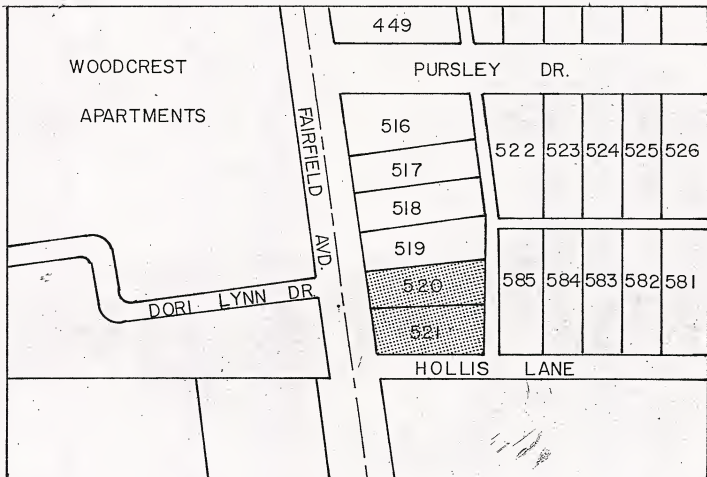 449
WOODCREST
APARTMENTS
PURSLEY DR.
FAIRFIELD AVD.
516
517
518
519
520
521
522 523 524 525 526
585 584 583 582 581
DORI LYNN DR.
HOLLIS LANE